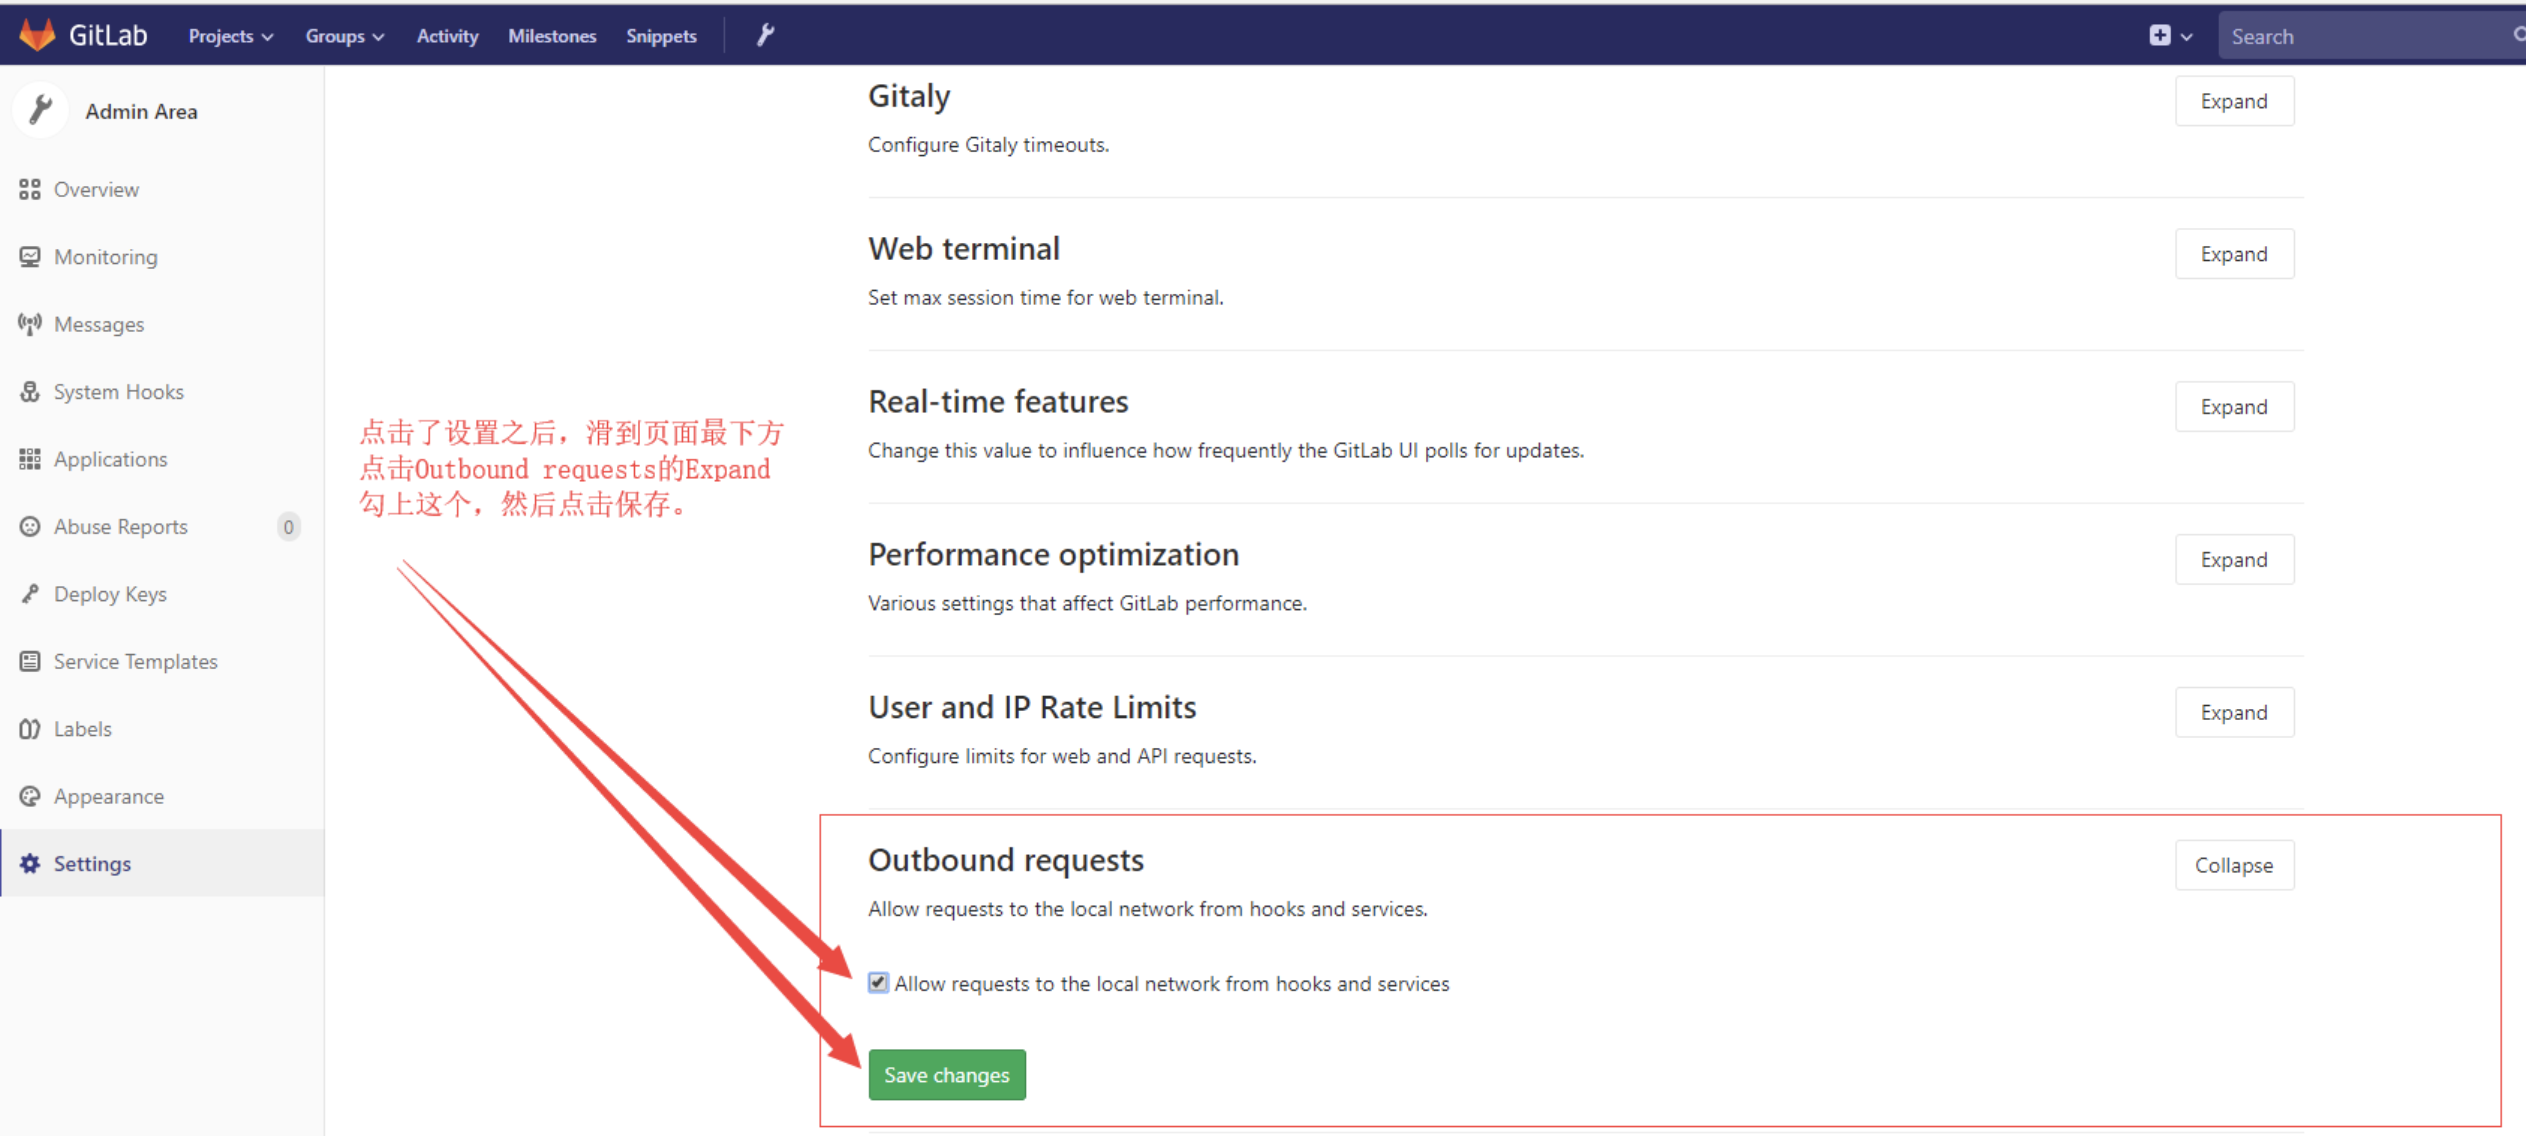 GitLab Projects Groups Activity Milestones Snippets Search
Admin Area
Overview
Monitoring
Messages
System Hooks
Applications
Abuse Reports 0
Deploy Keys
Service Templates
Labels
Appearance
Settings
点击了设置之后，滑到页面最下方
点击Outbound requests的Expand
勾上这个，然后点击保存。
Gitaly
Expand
Configure Gitaly timeouts.
Web terminal
Expand
Set max session time for web terminal.
Real-time features
Expand
Change this value to influence how frequently the GitLab UI polls for updates.
Performance optimization
Expand
Various settings that affect GitLab performance.
User and IP Rate Limits
Expand
Configure limits for web and API requests.
Outbound requests
Collapse
Allow requests to the local network from hooks and services.
Allow requests to the local network from hooks and services
Save changes